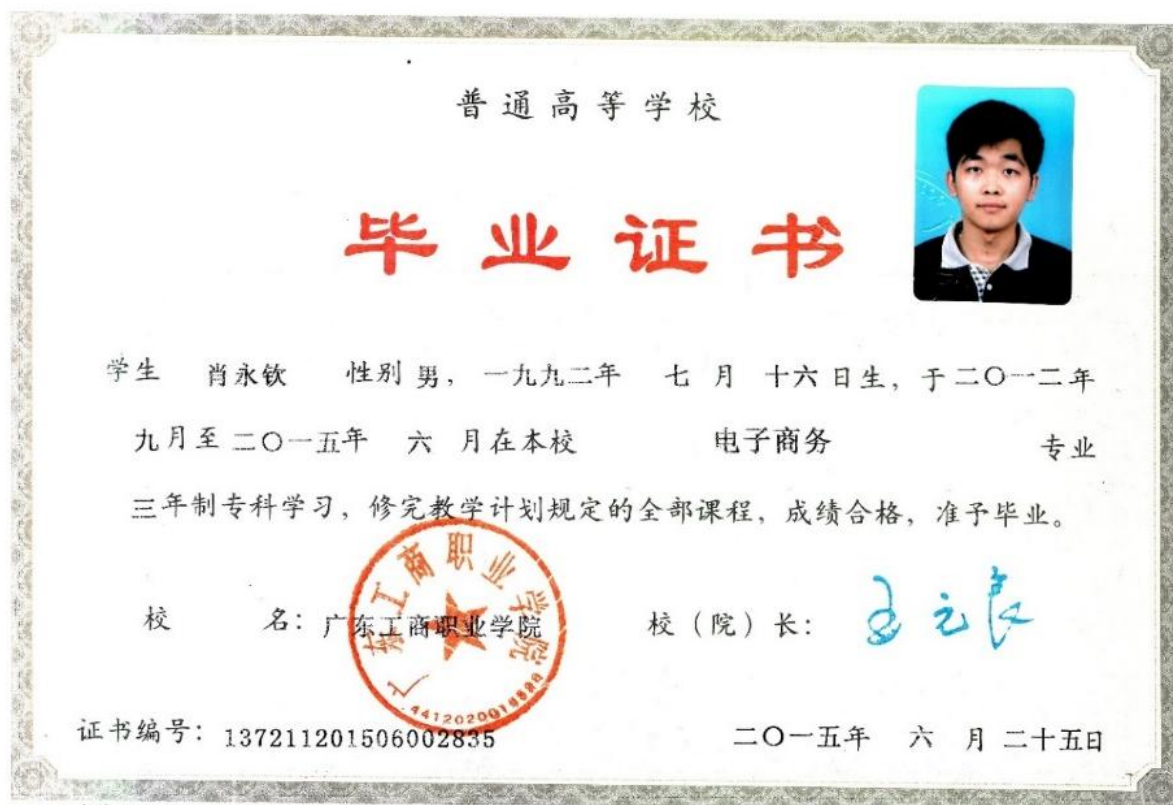 普通高等学校
毕业证书
学生 肖永钦 性别 男，一九九二年 七 月 十六 日生，于二〇一二年
九月至 二〇一五年 六 月在本校 电子商务 专业
三年制专科学习，修完教学计划规定的全部课程，成绩合格，准予毕业。
校 名：广东工商职业学院 校（院）长：
广东工商职业学院
证书编号：137211201506002835 二〇一五年 六 月 二十五日